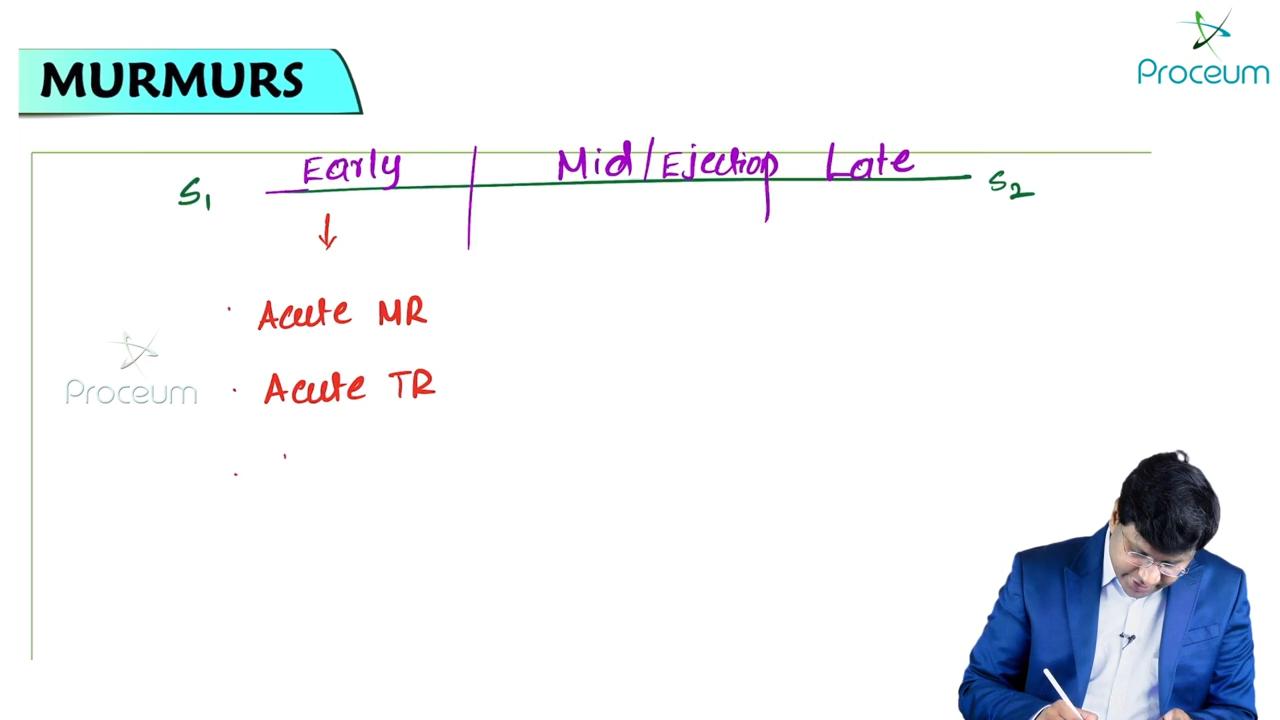 MURMURS
Proceum
Early Mid/Ejection Late
S1 S2
· Acute MR
Proceum
· Acute TR
·